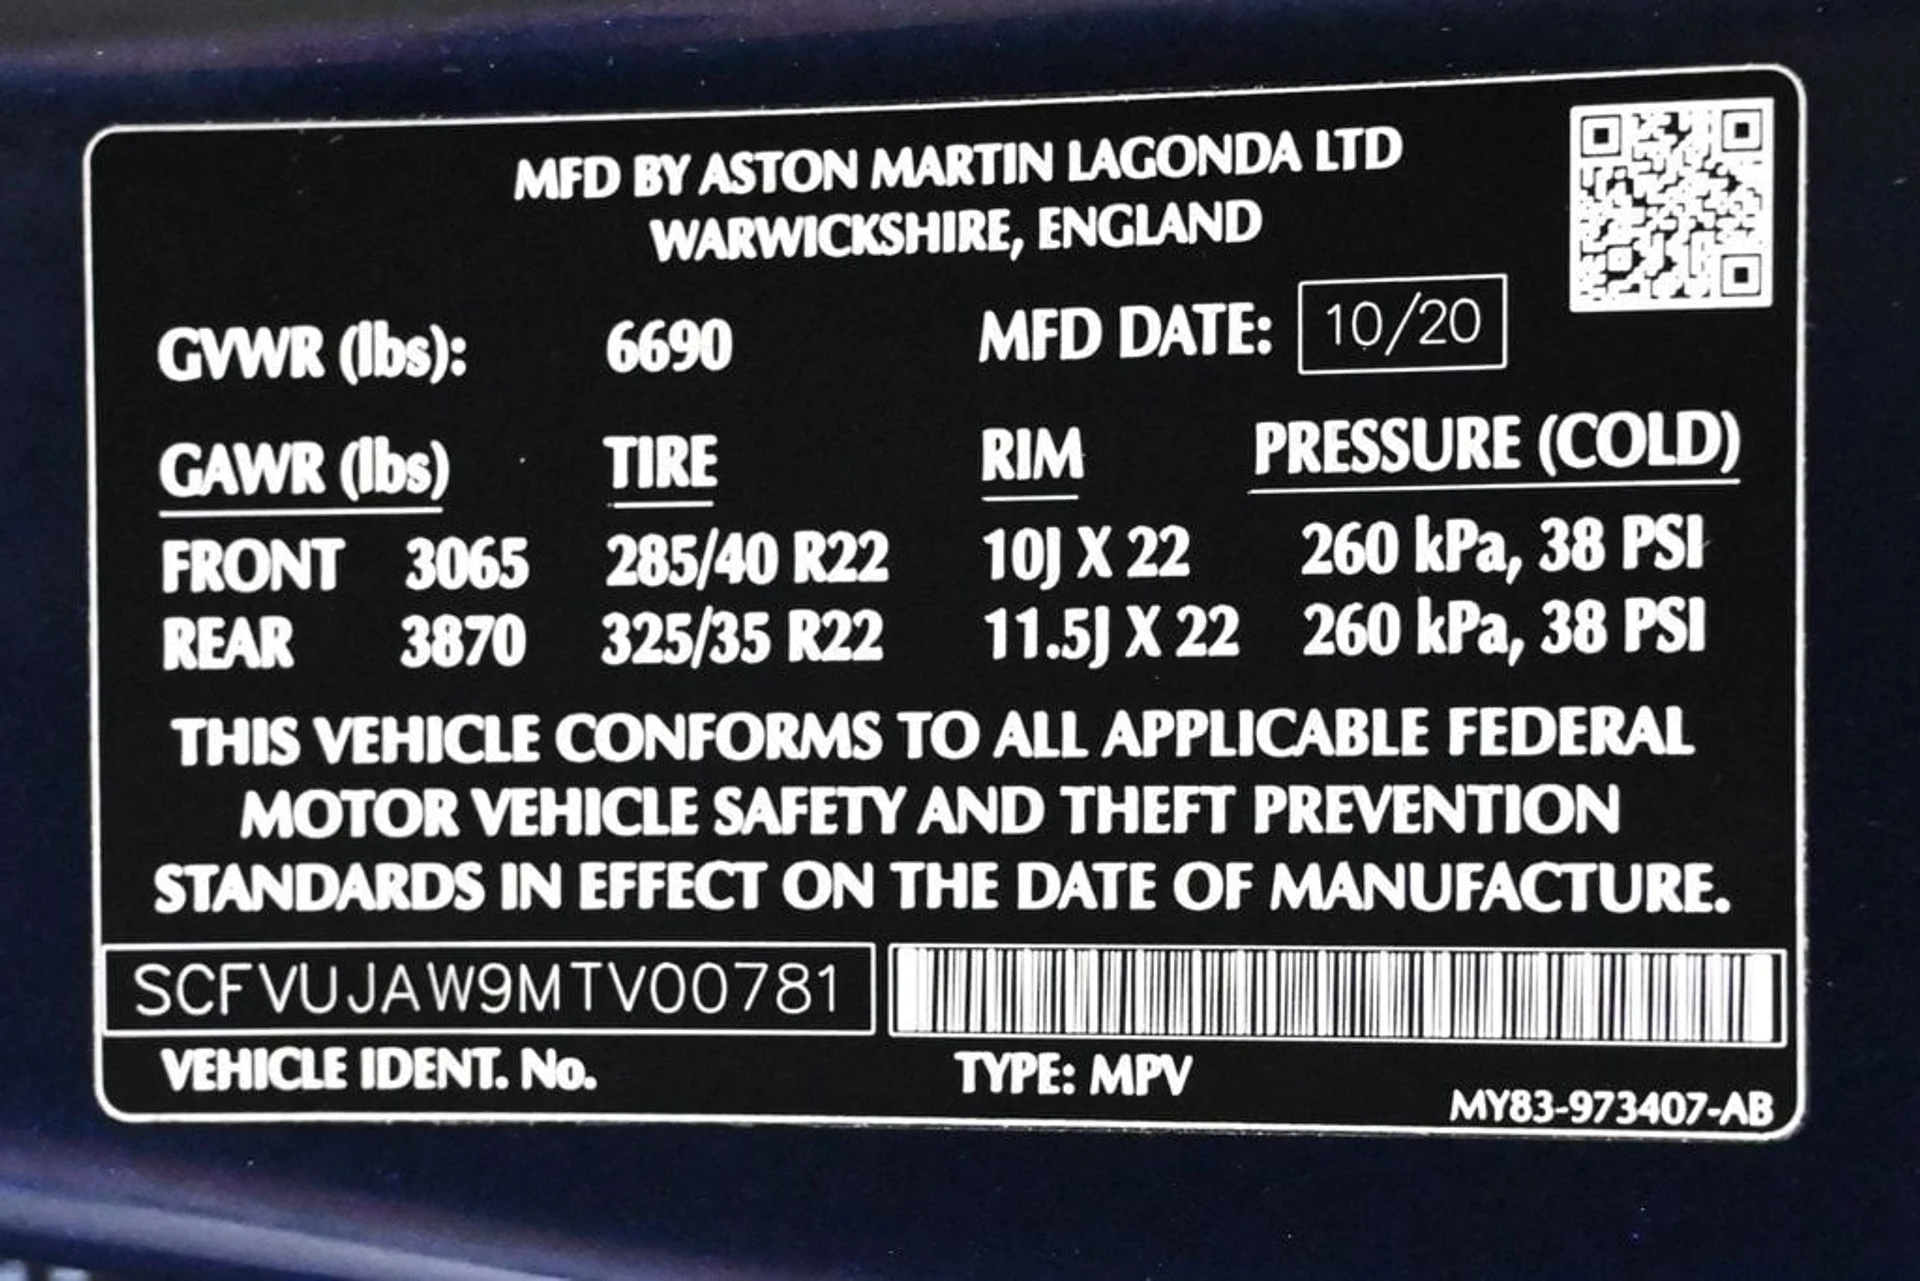 MFD BY ASTON MARTIN LAGONDA LTD
WARWICKSHIRE, ENGLAND
GVWR (lbs): 6690 MFD DATE: 10/20
GAWR (lbs) TIRE RIM PRESSURE (COLD)
FRONT 3065 285/40 R22 10J X 22 260 kPa, 38 PSI
REAR 3870 325/35 R22 11.5J X 22 260 kPa, 38 PSI
THIS VEHICLE CONFORMS TO ALL APPLICABLE FEDERAL
MOTOR VEHICLE SAFETY AND THEFT PREVENTION
STANDARDS IN EFFECT ON THE DATE OF MANUFACTURE.
SCFVUJAW9MTV00781
VEHICLE IDENT. No. TYPE: MPV
MY83-973407-AB